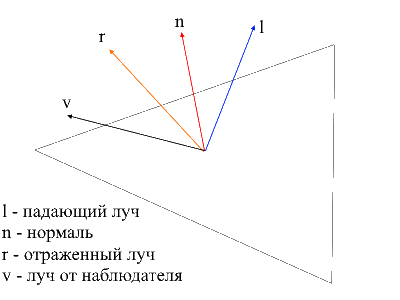 n
l
r
v
l - падающий луч
n - нормаль
r - отраженный луч
v - луч от наблюдателя